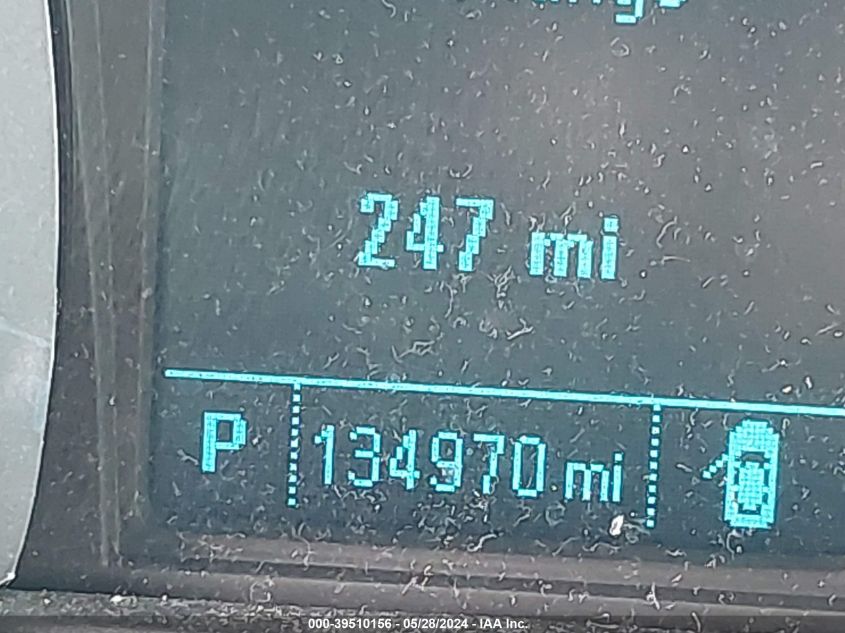 247 mi
P 134970 mi
000-39510156 - 05/28/2024 - IAA Inc.